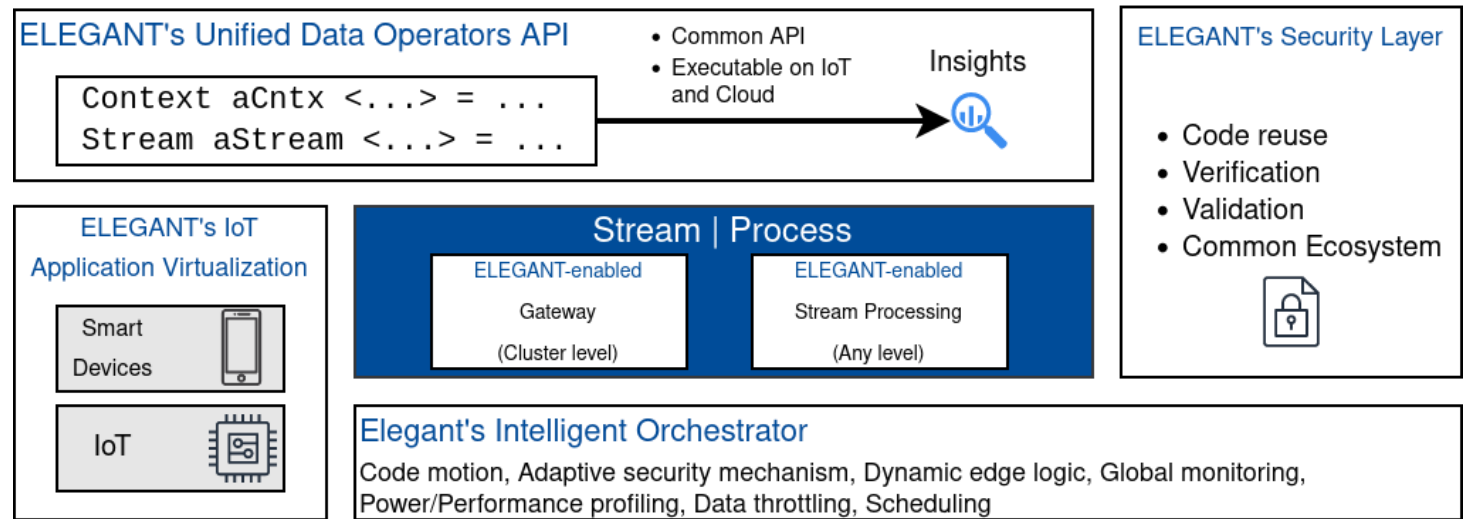 ELEGANT's Unified Data Operators API
Context aCntx <...> = ...
Stream aStream <...> = ...
• Common API
• Executable on IoT
and Cloud
Insights
ELEGANT's Security Layer
• Code reuse
• Verification
• Validation
• Common Ecosystem
ELEGANT's IoT
Application Virtualization
Smart
Devices
IoT
Stream | Process
ELEGANT-enabled
Gateway
(Cluster level)
ELEGANT-enabled
Stream Processing
(Any level)
Elegant's Intelligent Orchestrator
Code motion, Adaptive security mechanism, Dynamic edge logic, Global monitoring,
Power/Performance profiling, Data throttling, Scheduling